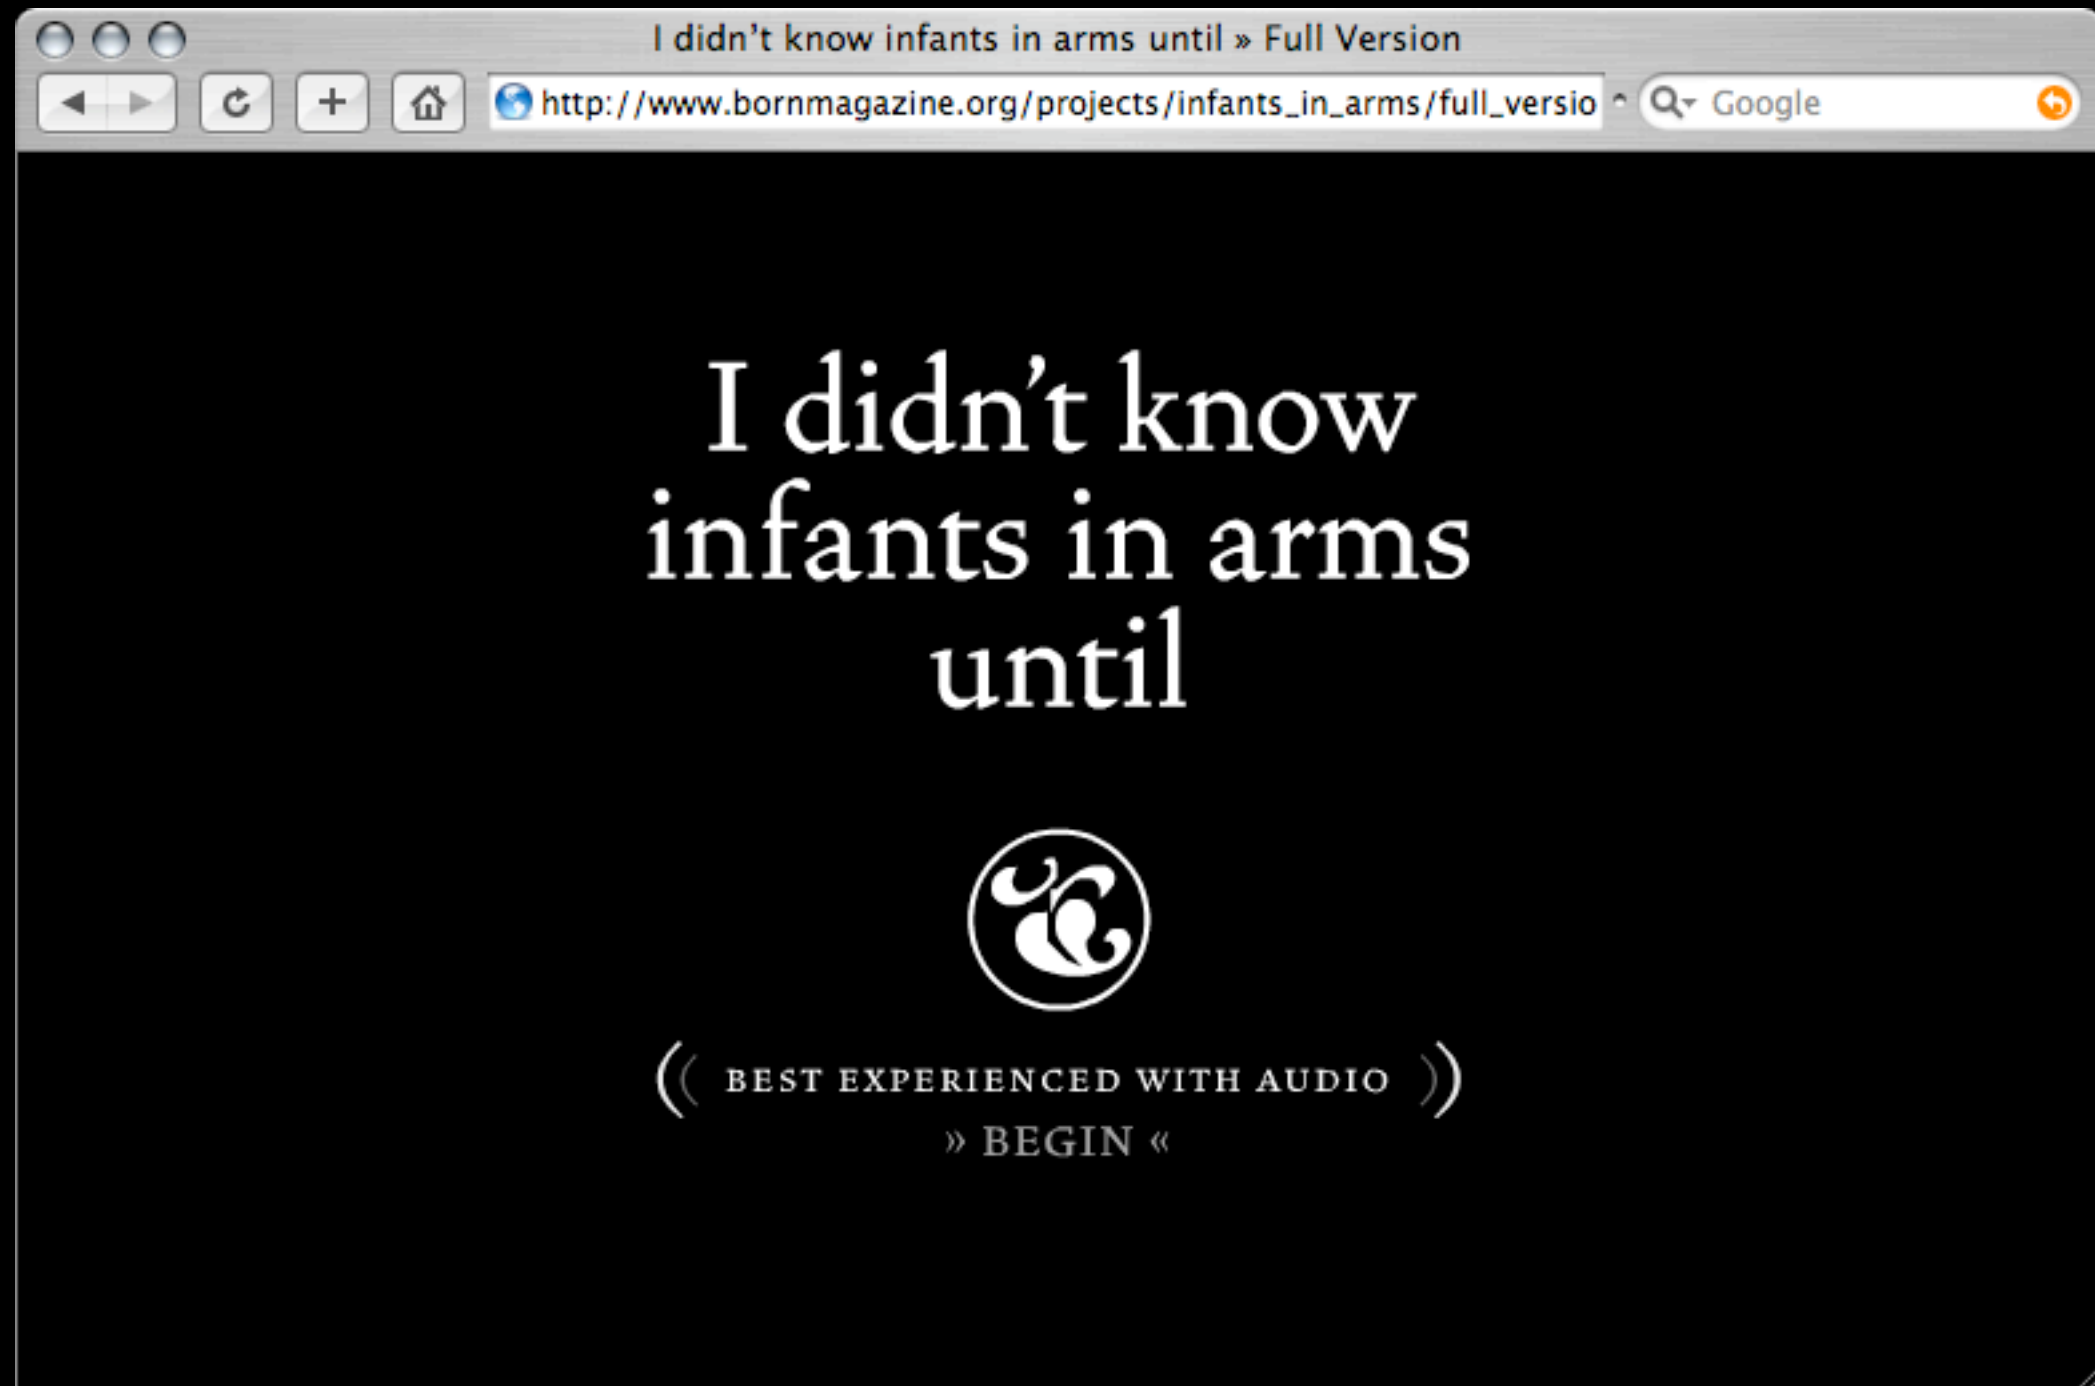 I didn't know infants in arms until » Full Version
http://www.bornmagazine.org/projects/infants_in_arms/full_versio
Google
I didn't know
infants in arms
until
BEST EXPERIENCED WITH AUDIO
» BEGIN «